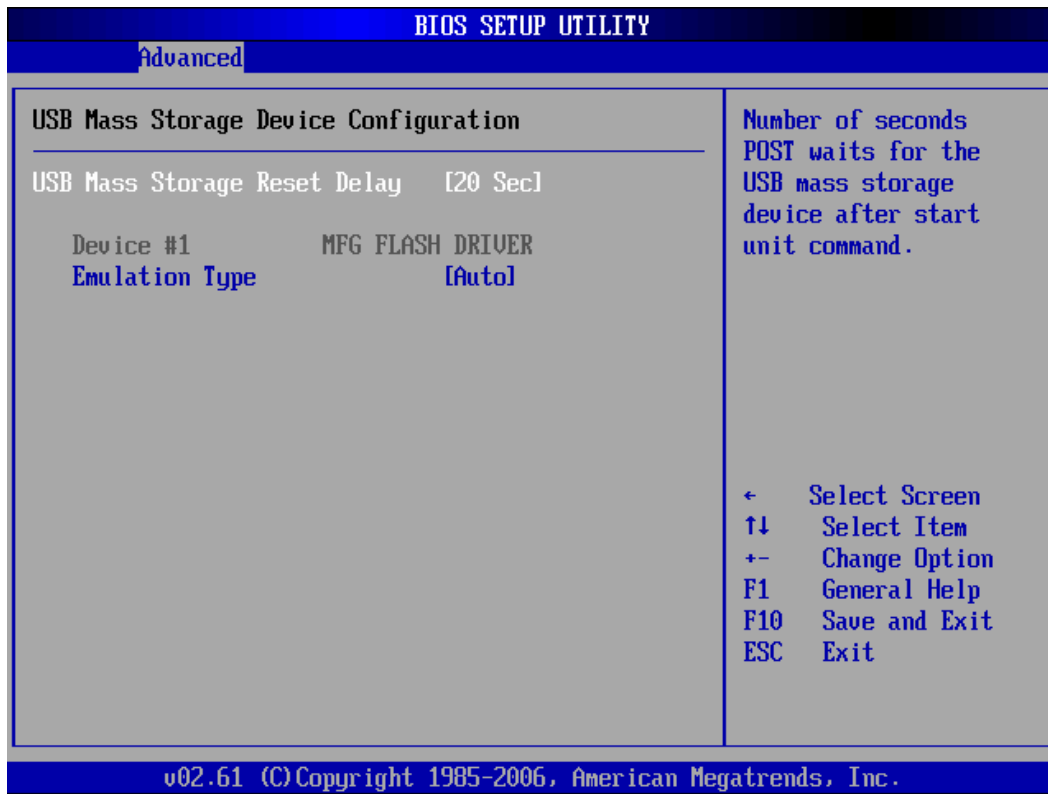 BIOS SETUP UTILITY
Advanced
USB Mass Storage Device Configuration
USB Mass Storage Reset Delay [20 Sec]
Device #1 MFG FLASH DRIVER
Emulation Type [Auto]
Number of seconds
POST waits for the
USB mass storage
device after start
unit command.
← Select Screen
↑↓ Select Item
+- Change Option
F1 General Help
F10 Save and Exit
ESC Exit
v02.61 (C)Copyright 1985-2006, American Megatrends, Inc.